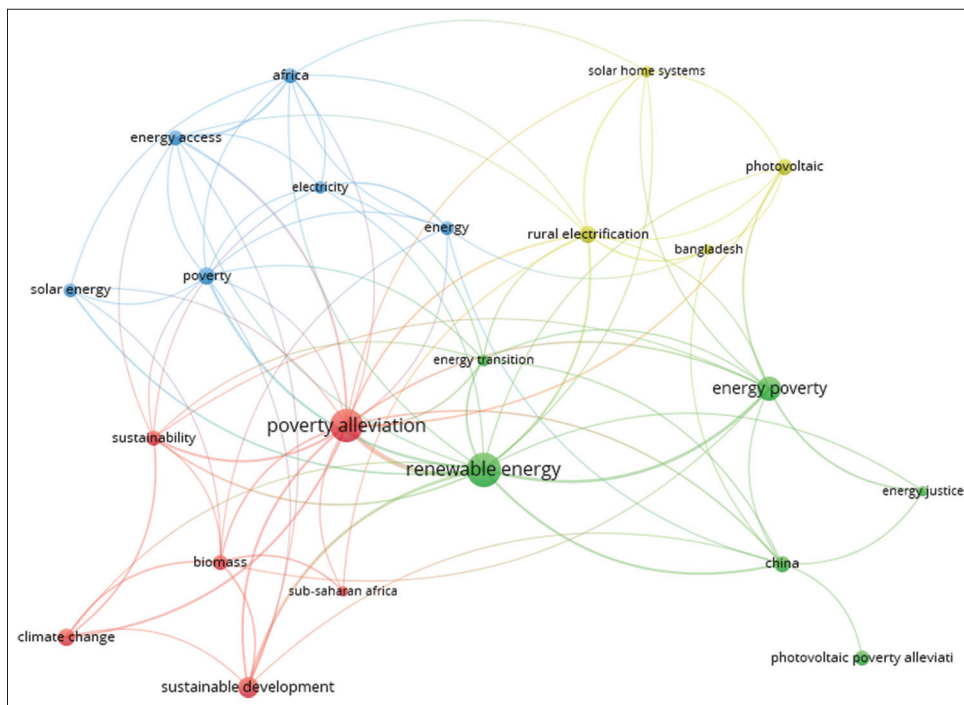 africa
solar home systems
energy access
photovoltaic
electricity
energy
rural electrification
bangladesh
poverty
solar energy
energy transition
energy poverty
poverty alleviation
sustainability
renewable energy
energy justice
biomass
china
sub-saharan africa
climate change
photovoltaic poverty alleviati
sustainable development